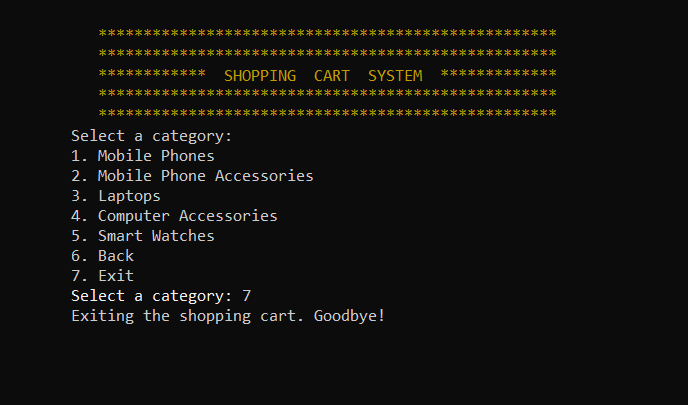 ***************************************************
***************************************************
************  SHOPPING  CART  SYSTEM  *************
***************************************************
***************************************************
Select a category:
1. Mobile Phones
2. Mobile Phone Accessories
3. Laptops
4. Computer Accessories
5. Smart Watches
6. Back
7. Exit
Select a category: 7
Exiting the shopping cart. Goodbye!